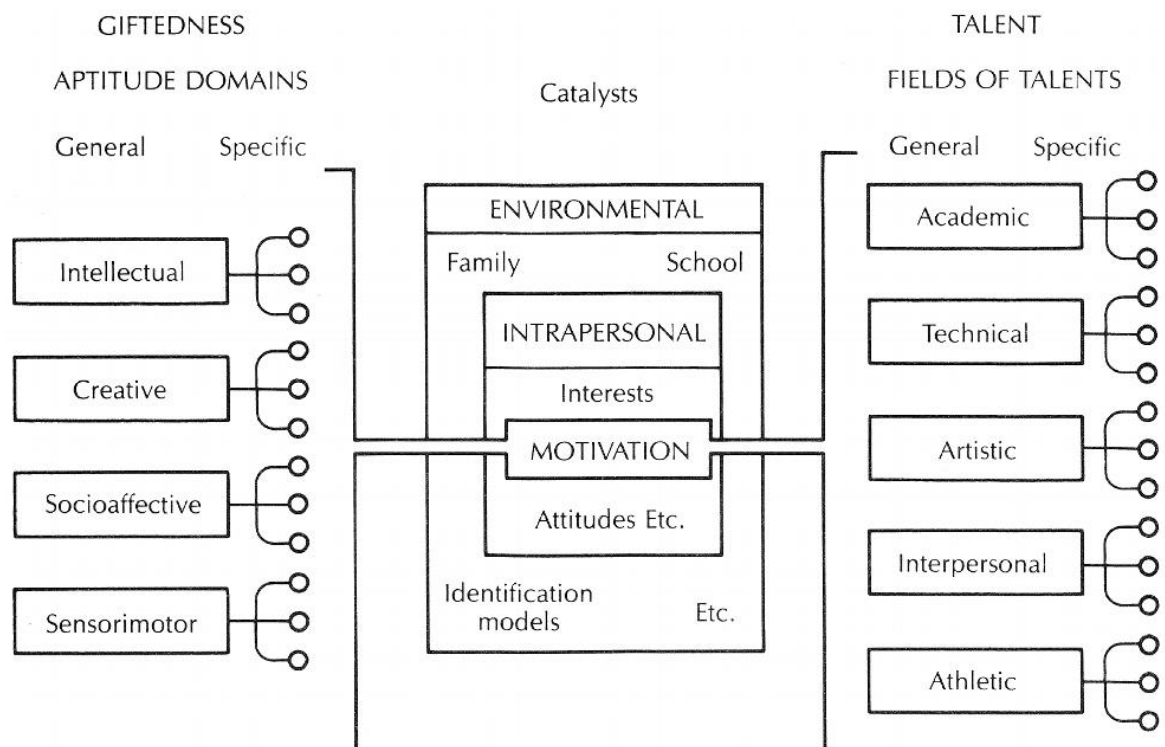 GIFTEDNESS
APTITUDE DOMAINS
General Specific
Intellectual
Creative
Socioaffective
Sensorimotor
Catalysts
ENVIRONMENTAL
Family School
INTRAPERSONAL
Interests
MOTIVATION
Attitudes Etc.
Identification
models
Etc.
TALENT
FIELDS OF TALENTS
General Specific
Academic
Technical
Artistic
Interpersonal
Athletic